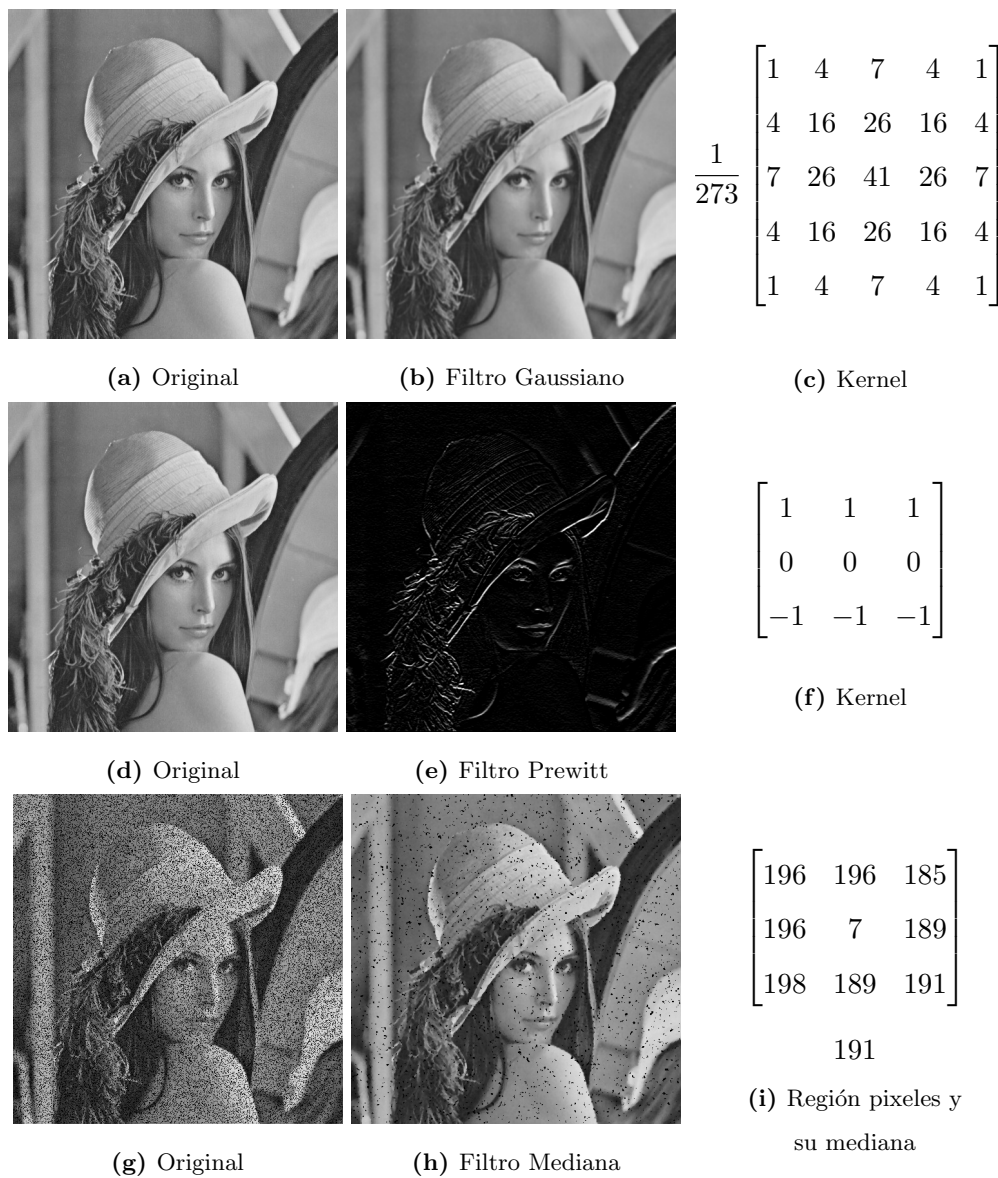 1 4 7 4 1
4 16 26 16 4
1
273
7 26 41 26 7
4 16 26 16 4
1 4 7 4 1
(a) Original
(b) Filtro Gaussiano
(c) Kernel
1 1 1
0 0 0
−1 −1 −1
(d) Original
(e) Filtro Prewitt
(f) Kernel
196 196 185
196 7 189
198 189 191
191
(g) Original
(h) Filtro Mediana
(i) Región pixeles y
su mediana